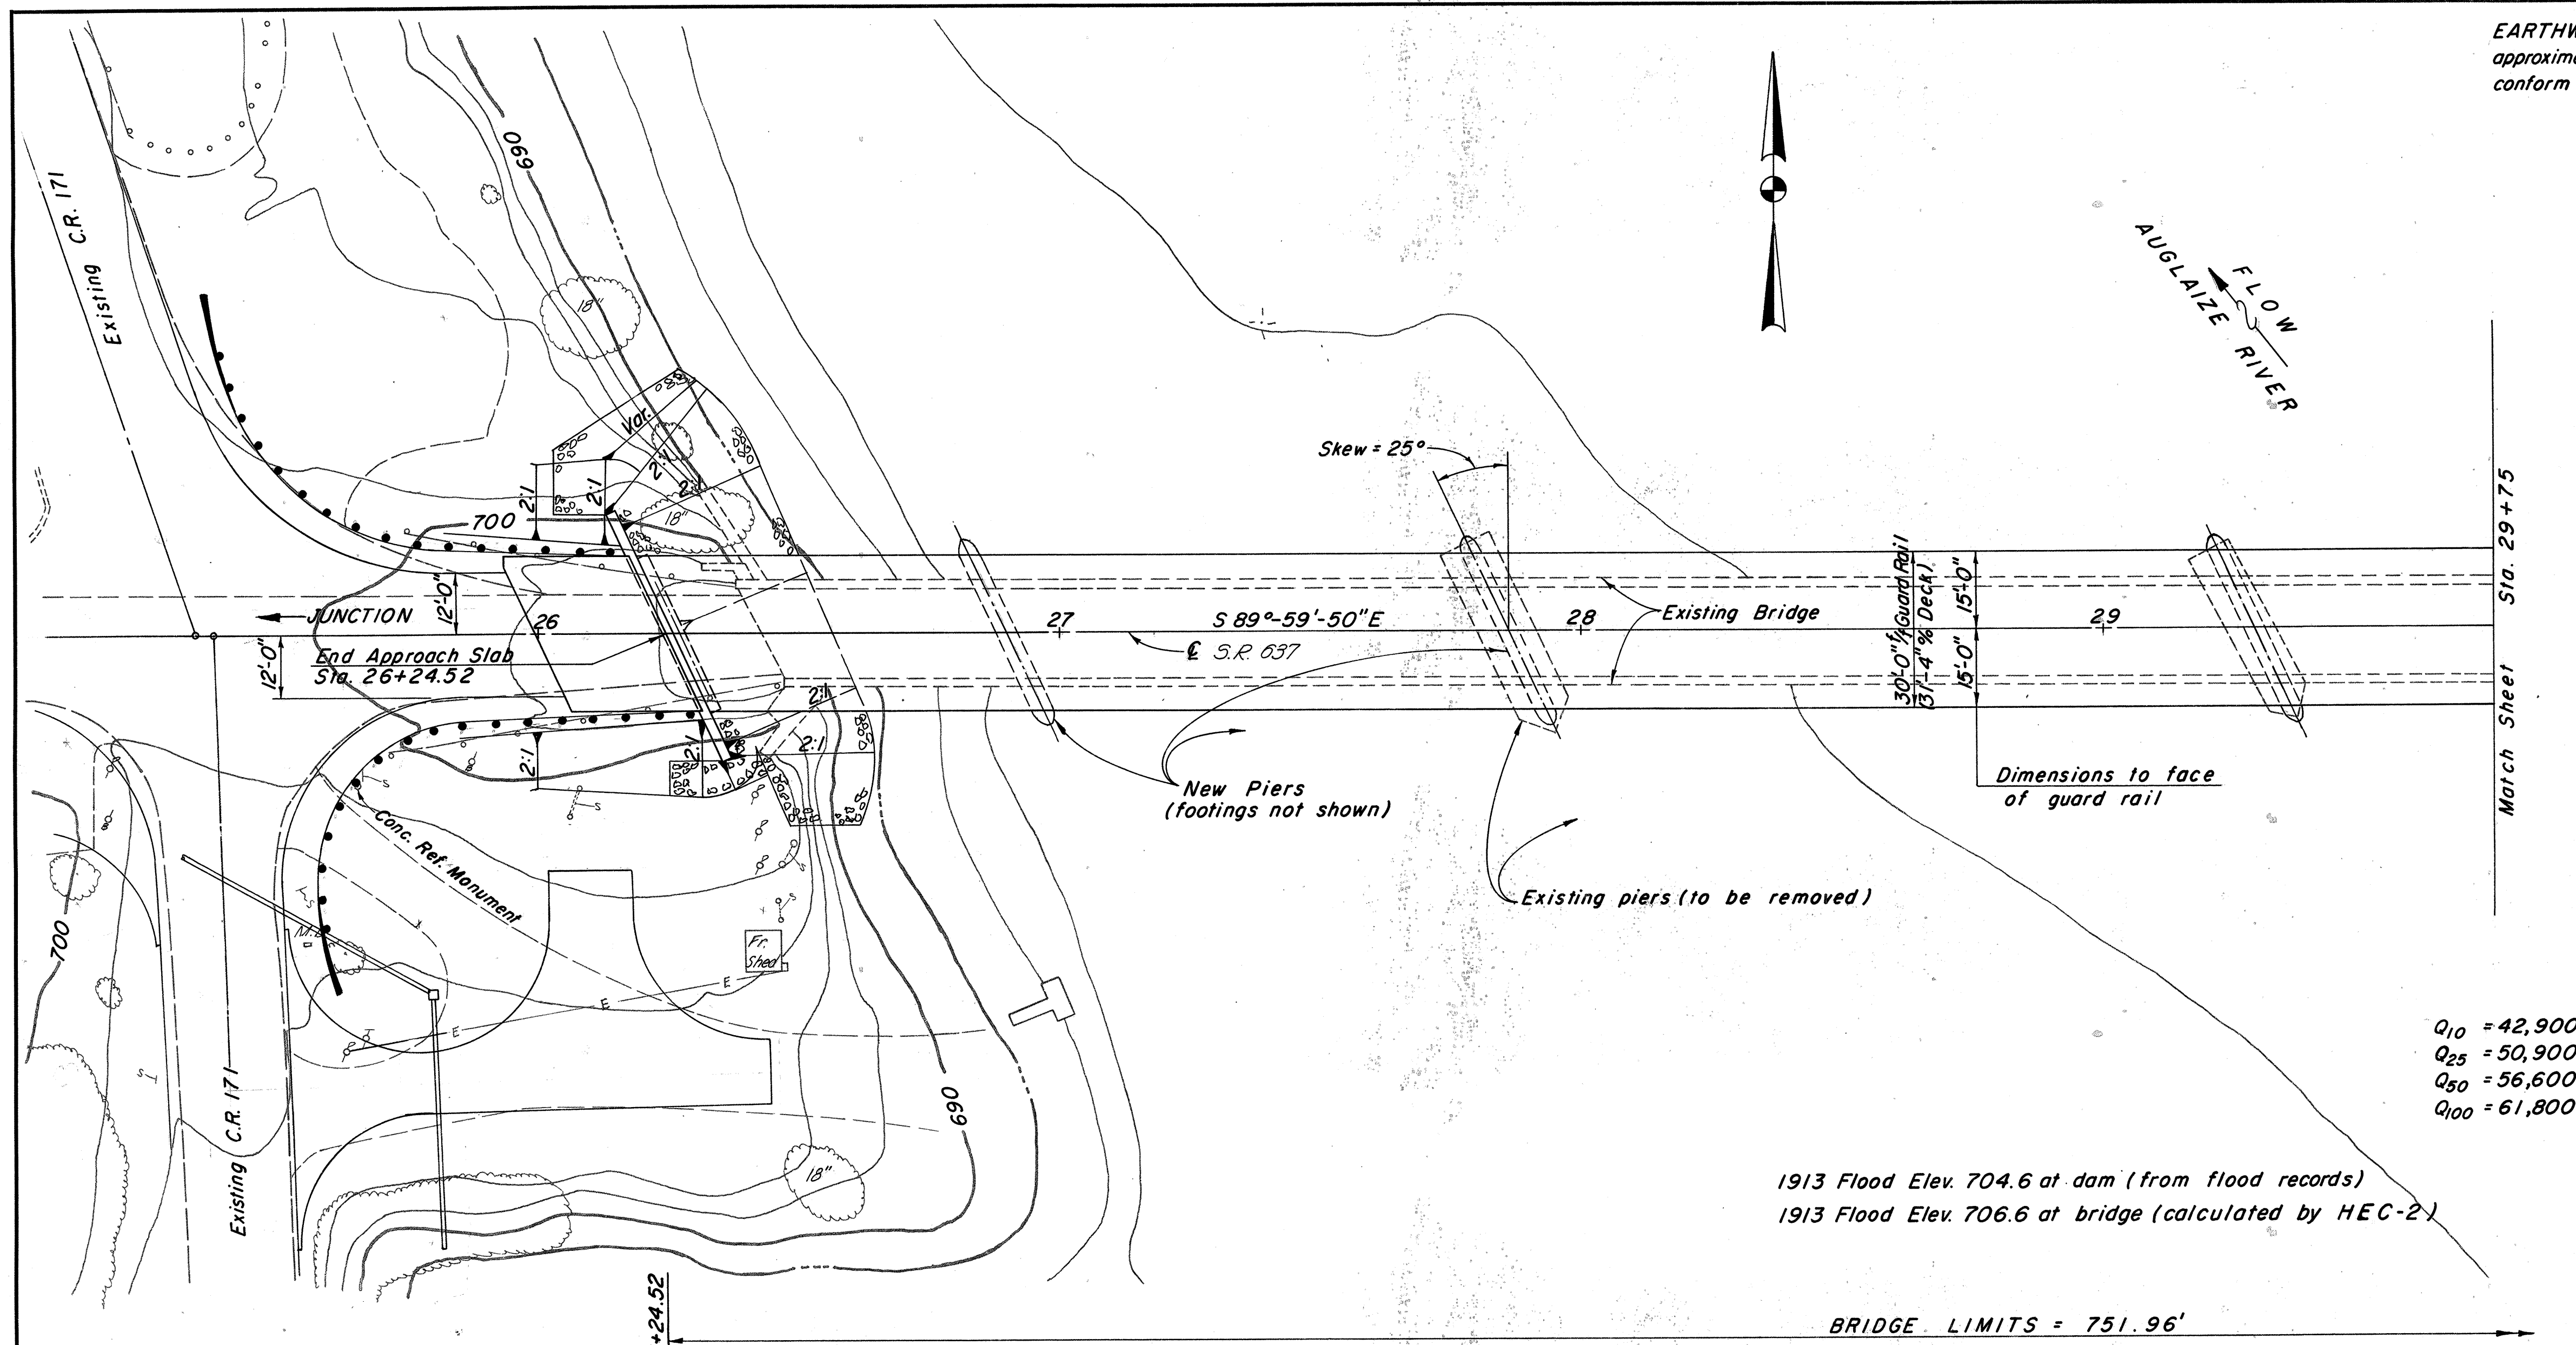 EARTHW
approxima
conform
Existing C.R. 171
690
18"
Var.
2:1
2:1
2:1
2:1
18"
700
12'-0"
JUNCTION
12'-0"
End Approach Slab
Sta. 26+24.52
26
27
28
29
S 89°-59'-50"E
℄ S.R. 637
Skew = 25°
Existing Bridge
30'-0" f/f Guard Rail
(31'-4" % Deck)
15'-0"
15'-0"
FLOW
AUGLAIZE RIVER
Match Sheet Sta. 29+75
2:1
2:1
2:1
2:1
New Piers
(footings not shown)
Dimensions to face
of guard rail
Existing piers (to be removed)
Conc. Ref. Monument
S
S
S
S
S
700
Fr.
Shed
E
E
E
Existing C.R. 171
690
18"
Q10 = 42,900
Q25 = 50,900
Q50 = 56,600
Q100 = 61,800
1913 Flood Elev. 704.6 at dam (from flood records)
1913 Flood Elev. 706.6 at bridge (calculated by HEC-2)
+24.52
BRIDGE LIMITS = 751.96'